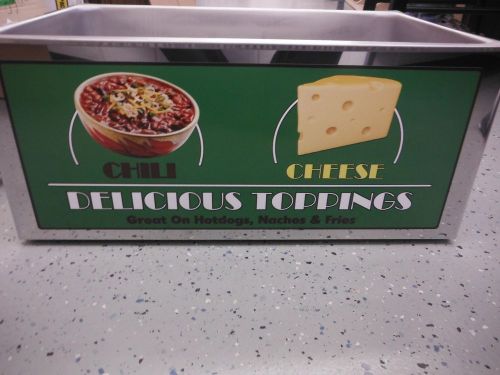 CHILI
CHEESE
DELICIOUS TOPPINGS
Great On Hotdogs, Nachos & Fries